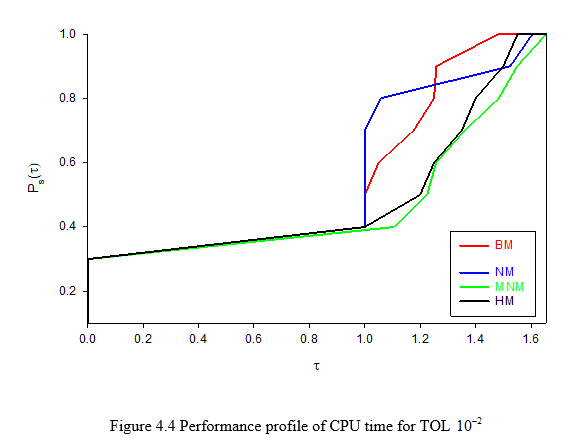 1.0
0.8
0.6
0.4
0.2
Pₛ(τ)
0.0 0.2 0.4 0.6 0.8 1.0 1.2 1.4 1.6
τ
BM
NM
MNM
HM
Figure 4.4 Performance profile of CPU time for TOL 10⁻²